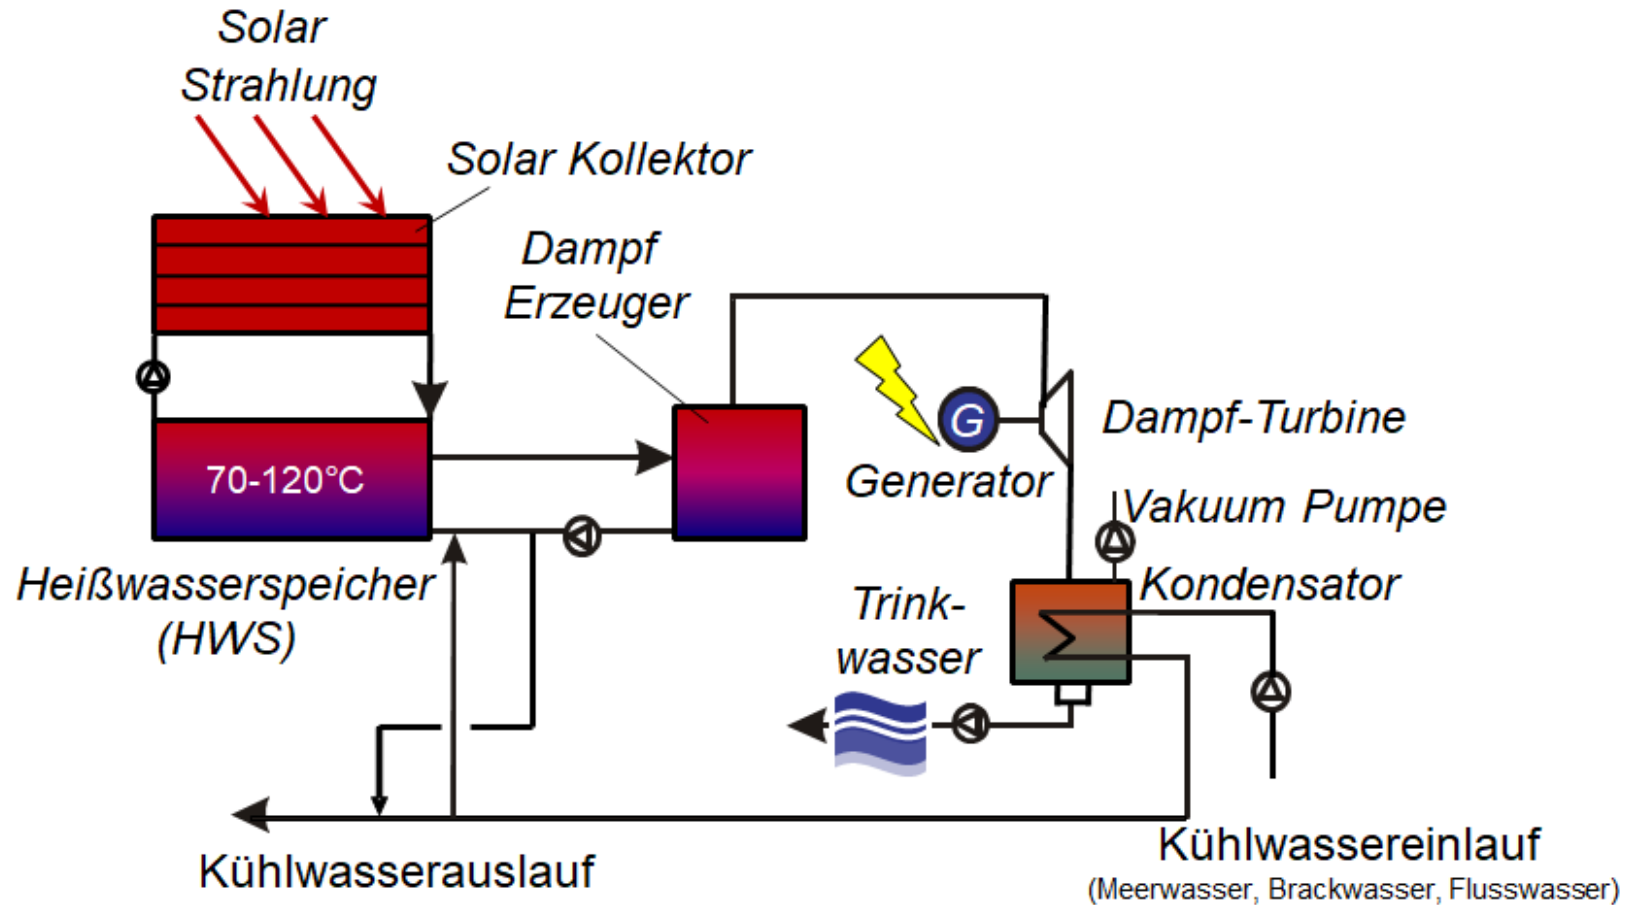 Solar
Strahlung
Solar Kollektor
Dampf
Erzeuger
G
Generator
Dampf-Turbine
70-120°C
Vakuum Pumpe
Heißwasserspeicher
(HWS)
Kondensator
Trink-
wasser
Kühlwasserauslauf
Kühlwassereinlauf
(Meerwasser, Brackwasser, Flusswasser)